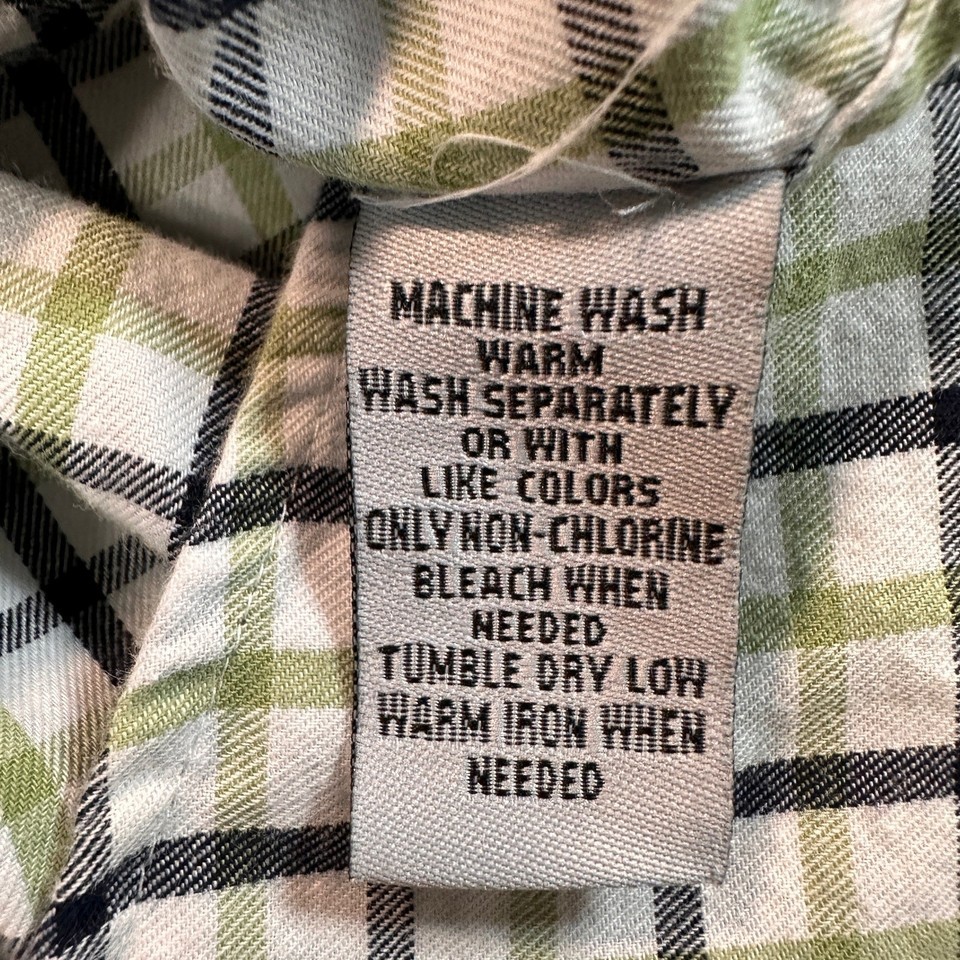 MACHINE WASH
WARM
WASH SEPARATELY
OR WITH
LIKE COLORS
ONLY NON-CHLORINE
BLEACH WHEN
NEEDED
TUMBLE DRY LOW
WARM IRON WHEN
NEEDED